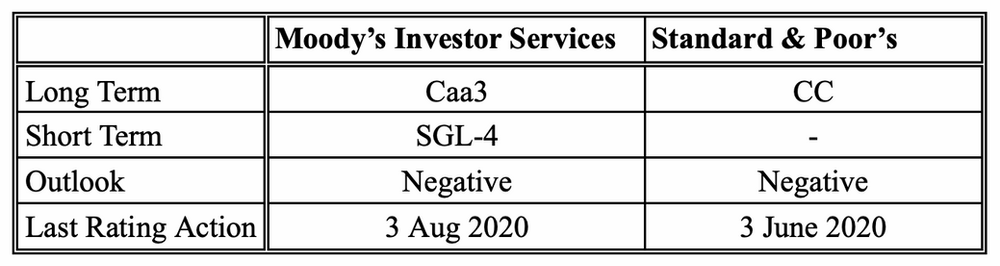 Moody’s Investor Services Standard & Poor’s
Long Term Caa3 CC
Short Term SGL-4 -
Outlook Negative Negative
Last Rating Action 3 Aug 2020 3 June 2020